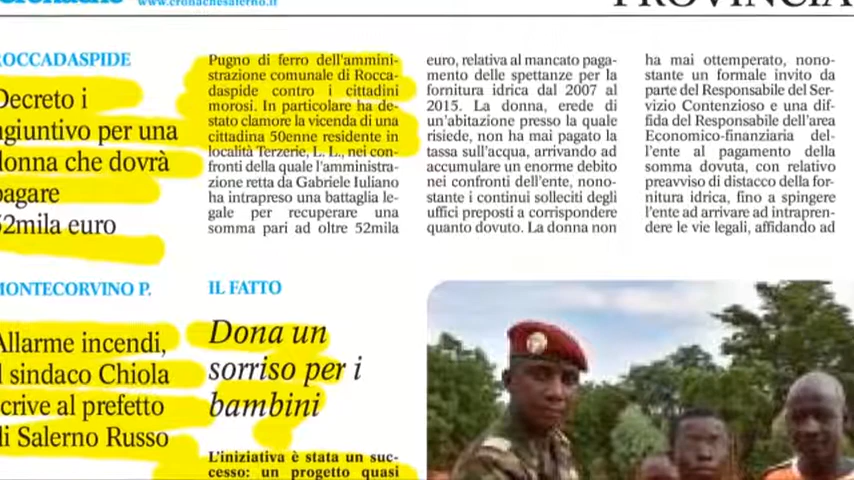 www.cronachesalerno.it
PROVINCIA
ROCCADASPIDE
Decreto i
ngiuntivo per una
donna che dovrà
pagare
52mila euro
Pugno di ferro dell'ammini-
strazione comunale di Rocca-
daspide contro i cittadini
morosi. In particolare ha de-
stato clamore la vicenda di una
cittadina 50enne residente in
località Terzerie, L. L., nei con-
fronti della quale l'amministra-
zione retta da Gabriele Iuliano
ha intrapreso una battaglia le-
gale per recuperare una
somma pari ad oltre 52mila
euro, relativa al mancato paga-
mento delle spettanze per la
fornitura idrica dal 2007 al
2015. La donna, erede di
un'abitazione presso la quale
risiede, non ha mai pagato la
tassa sull'acqua, arrivando ad
accumulare un enorme debito
nei confronti dell'ente, nono-
stante i continui solleciti degli
uffici preposti a corrispondere
quanto dovuto. La donna non
ha mai ottemperato, nono-
stante un formale invito da
parte del Responsabile del Ser-
vizio Contenzioso e una dif-
fida del Responsabile dell'area
Economico-finanziaria del-
l'ente al pagamento della
somma dovuta, con relativo
preavviso di distacco della for-
nitura idrica, fino a spingere
l'ente ad arrivare ad intrapren-
dere le vie legali, affidando ad
MONTECORVINO P.
Allarme incendi,
il sindaco Chiola
scrive al prefetto
di Salerno Russo
IL FATTO
Dona un
sorriso per i
bambini
L'iniziativa è stata un suc-
cesso: un progetto quasi